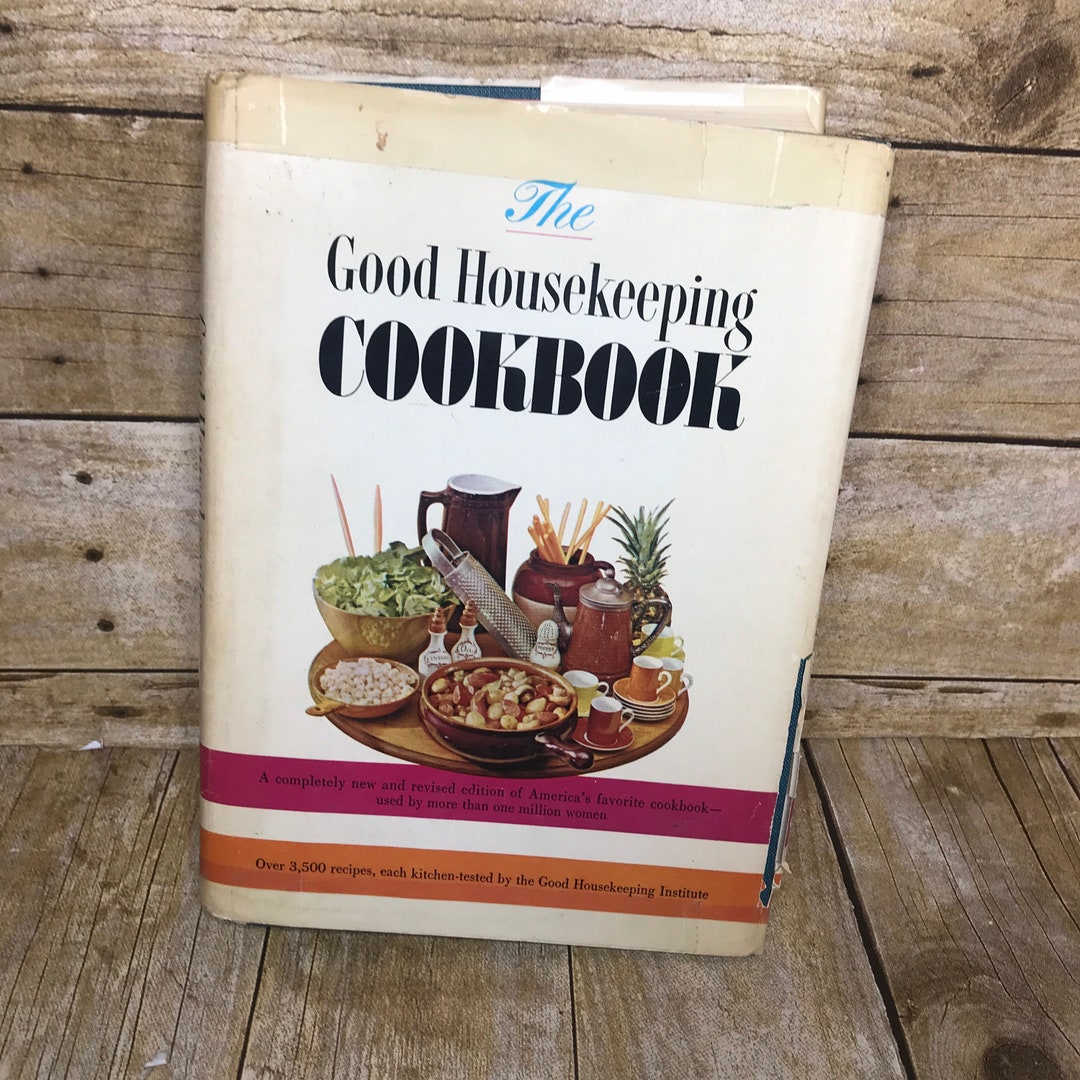 The
Good Housekeeping
COOKBOOK
A completely new and revised edition of America's favorite cookbook—
used by more than one million women
Over 3,500 recipes, each kitchen-tested by the Good Housekeeping Institute